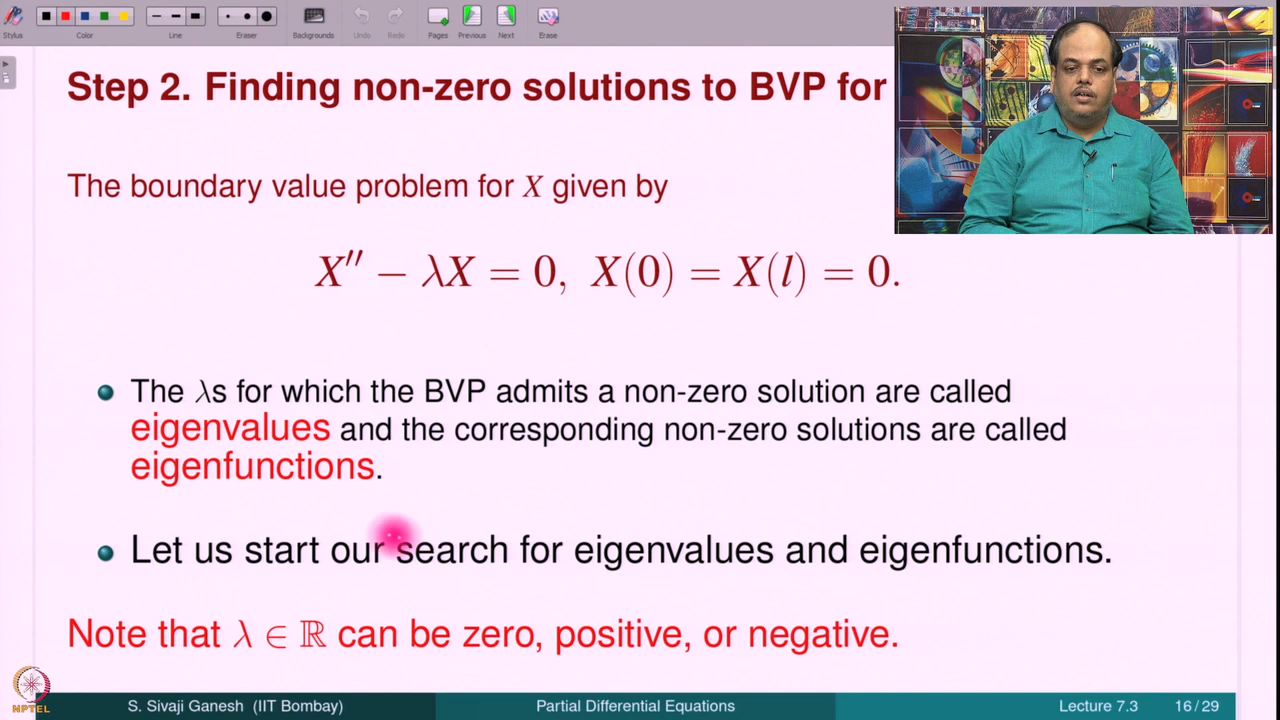 Stylus Color Line Eraser Backgrounds Undo Redo Pages Previous Next Erase
Step 2. Finding non-zero solutions to BVP for
The boundary value problem for X given by
X″ − λX = 0, X(0) = X(l) = 0.
The λs for which the BVP admits a non-zero solution are called
eigenvalues and the corresponding non-zero solutions are called
eigenfunctions.
Let us start our search for eigenvalues and eigenfunctions.
Note that λ ∈ ℝ can be zero, positive, or negative.
NPTEL
S. Sivaji Ganesh (IIT Bombay) Partial Differential Equations Lecture 7.3 16/29